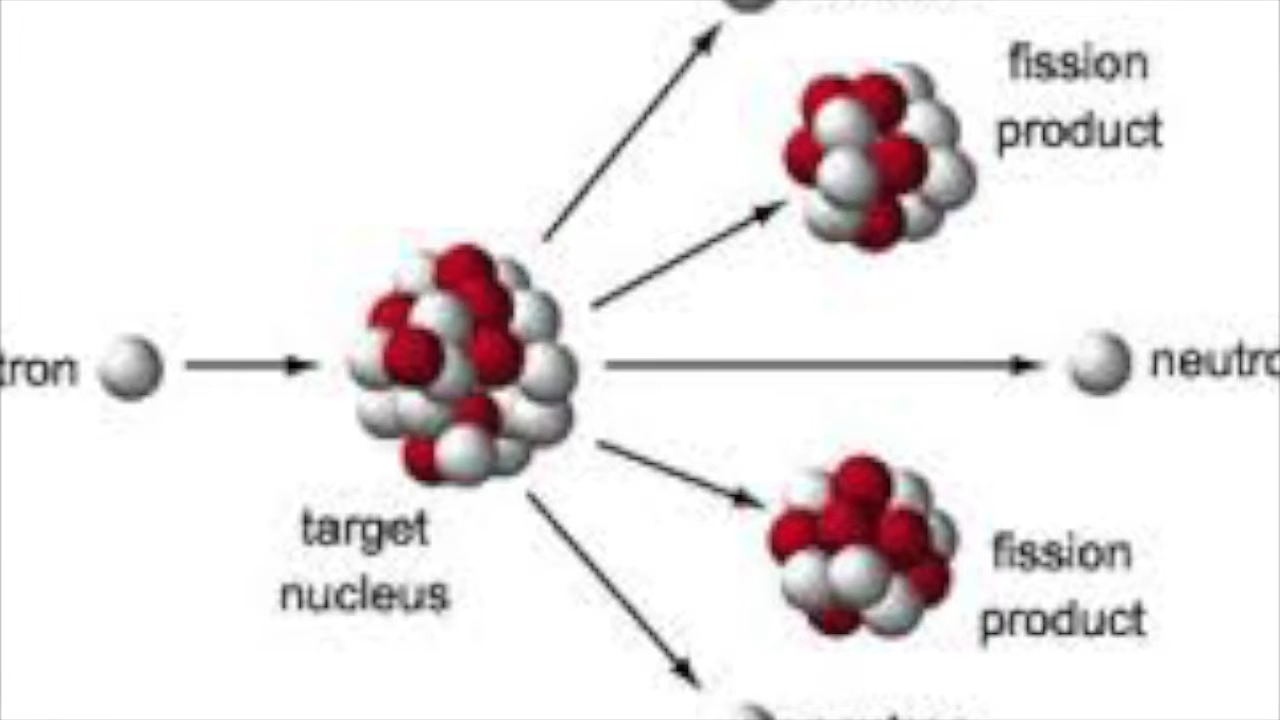 fission
product
tron
neutro
target
nucleus
fission
product